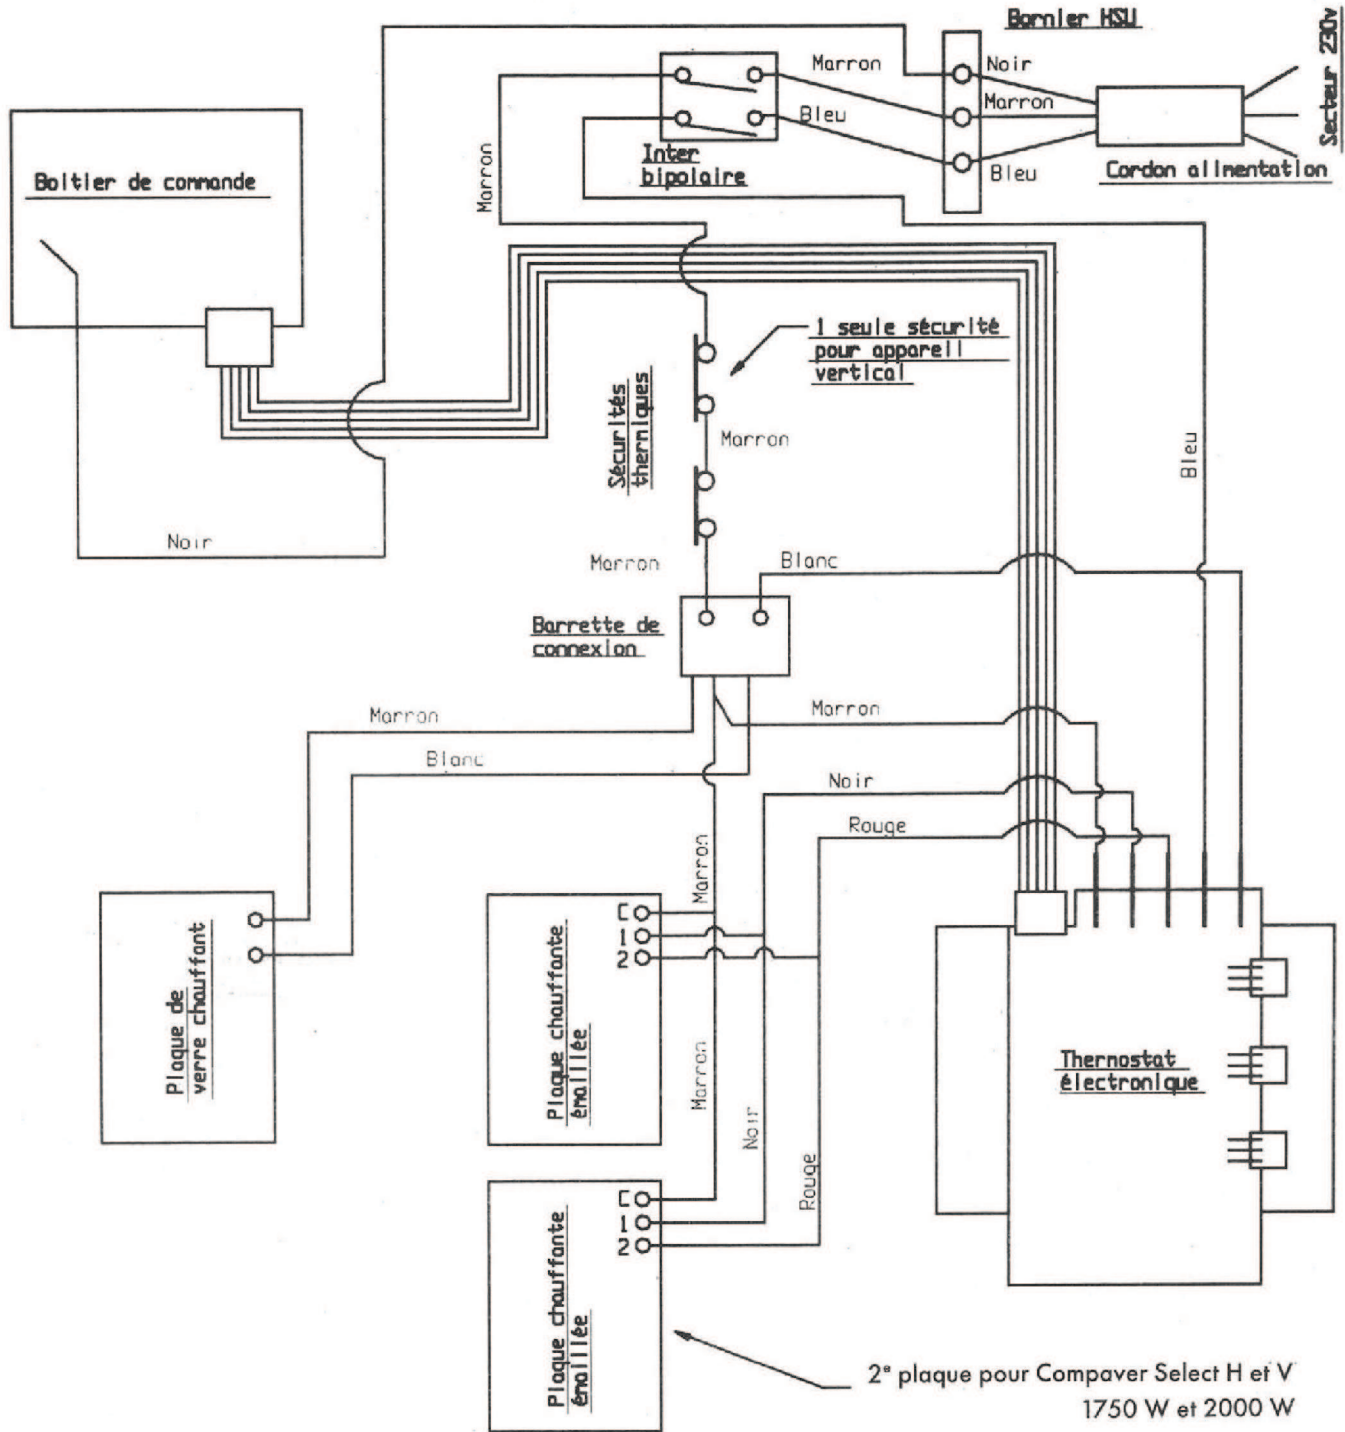 Bornier HSU
Secteur 230v
Marron
Noir
Marron
Bleu
Bleu
Inter
bipolaire
Cordon alimentation
Marron
Boîtier de commande
1 seule sécurité
pour appareil
vertical
Sécurités
thermiques
Marron
Bleu
Noir
Marron
Blanc
Barrette de
connexion
Marron
Marron
Blanc
Noir
Rouge
Marron
C
1
2
Plaque de
verre chauffant
Plaque chauffante
émaillée
Thermostat
électronique
Marron
Noir
Rouge
C
1
2
Plaque chauffante
émaillée
2ᵉ plaque pour Compaver Select H et V
1750 W et 2000 W